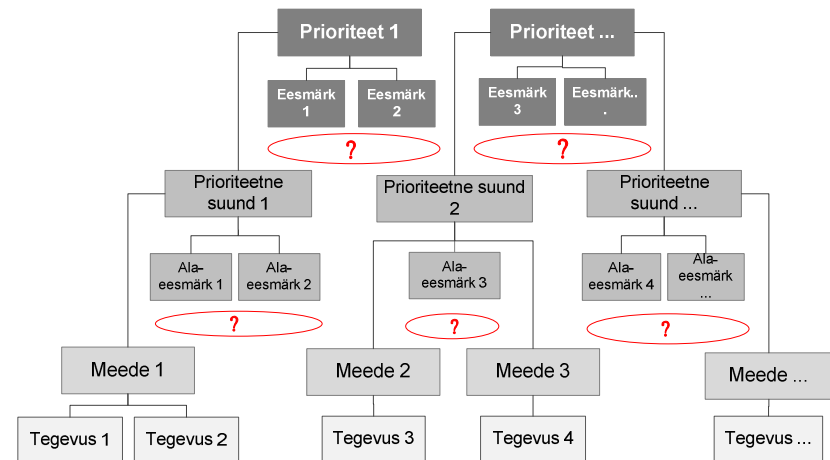 Prioriteet 1
Prioriteet ...
Eesmärk
1
Eesmärk
2
Eesmärk
3
Eesmärk..
.
?
?
Prioriteetne
suund 1
Prioriteetne suund
2
Prioriteetne
suund ...
Ala-
eesmärk 1
Ala-
eesmärk 2
Ala-
eesmärk 3
Ala-
eesmärk 4
Ala-
eesmärk
...
?
?
?
Meede 1
Meede 2
Meede 3
Meede ...
Tegevus 1
Tegevus 2
Tegevus 3
Tegevus 4
Tegevus ...